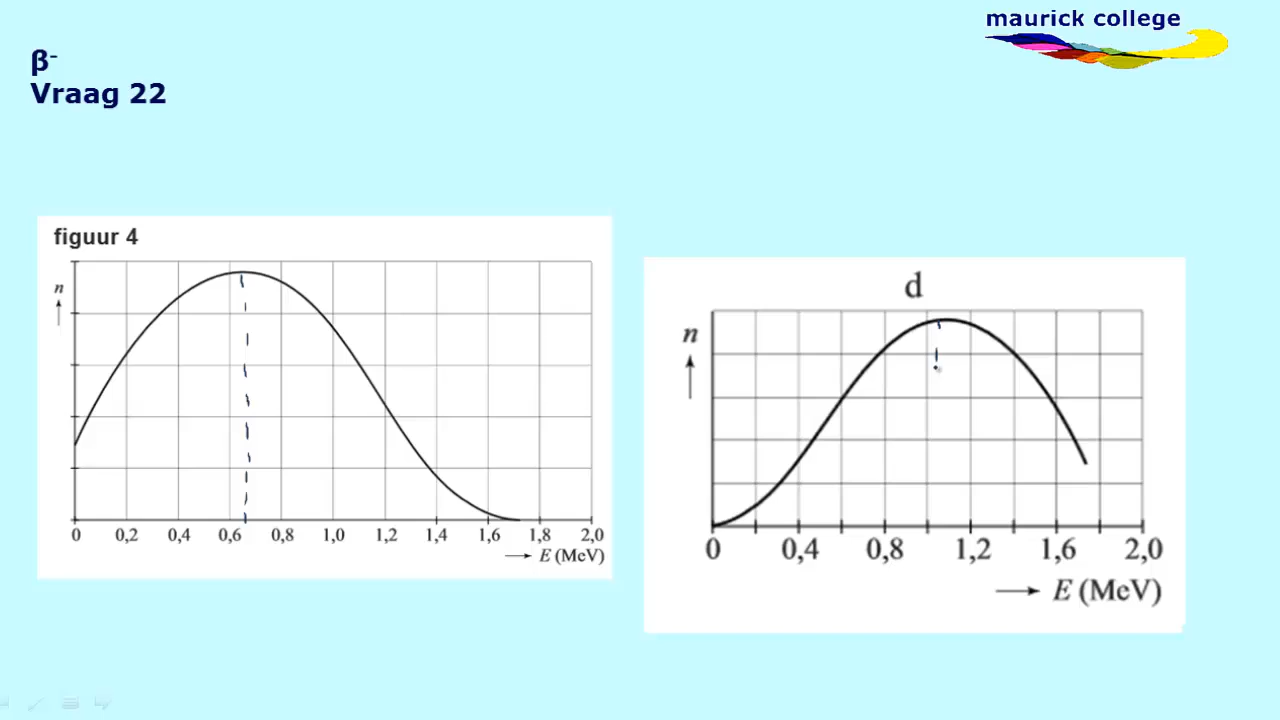 maurick college
β-
Vraag 22
figuur 4
n
0 0,2 0,4 0,6 0,8 1,0 1,2 1,4 1,6 1,8 2,0
E (MeV)
d
n
0 0,4 0,8 1,2 1,6 2,0
E (MeV)